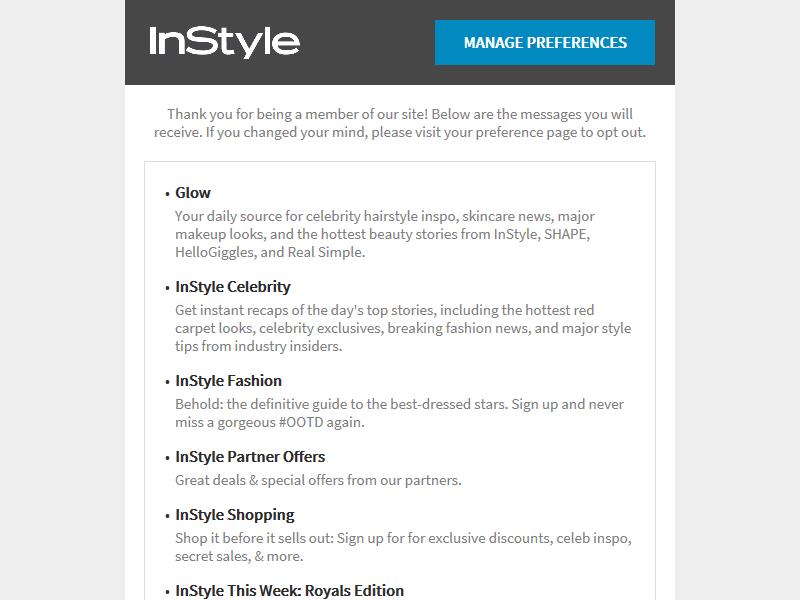 InStyle
MANAGE PREFERENCES
Thank you for being a member of our site! Below are the messages you will
receive. If you changed your mind, please visit your preference page to opt out.
• Glow
Your daily source for celebrity hairstyle inspo, skincare news, major
makeup looks, and the hottest beauty stories from InStyle, SHAPE,
HelloGiggles, and Real Simple.
• InStyle Celebrity
Get instant recaps of the day's top stories, including the hottest red
carpet looks, celebrity exclusives, breaking fashion news, and major style
tips from industry insiders.
• InStyle Fashion
Behold: the definitive guide to the best-dressed stars. Sign up and never
miss a gorgeous #OOTD again.
• InStyle Partner Offers
Great deals & special offers from our partners.
• InStyle Shopping
Shop it before it sells out: Sign up for for exclusive discounts, celeb inspo,
secret sales, & more.
• InStyle This Week: Royals Edition